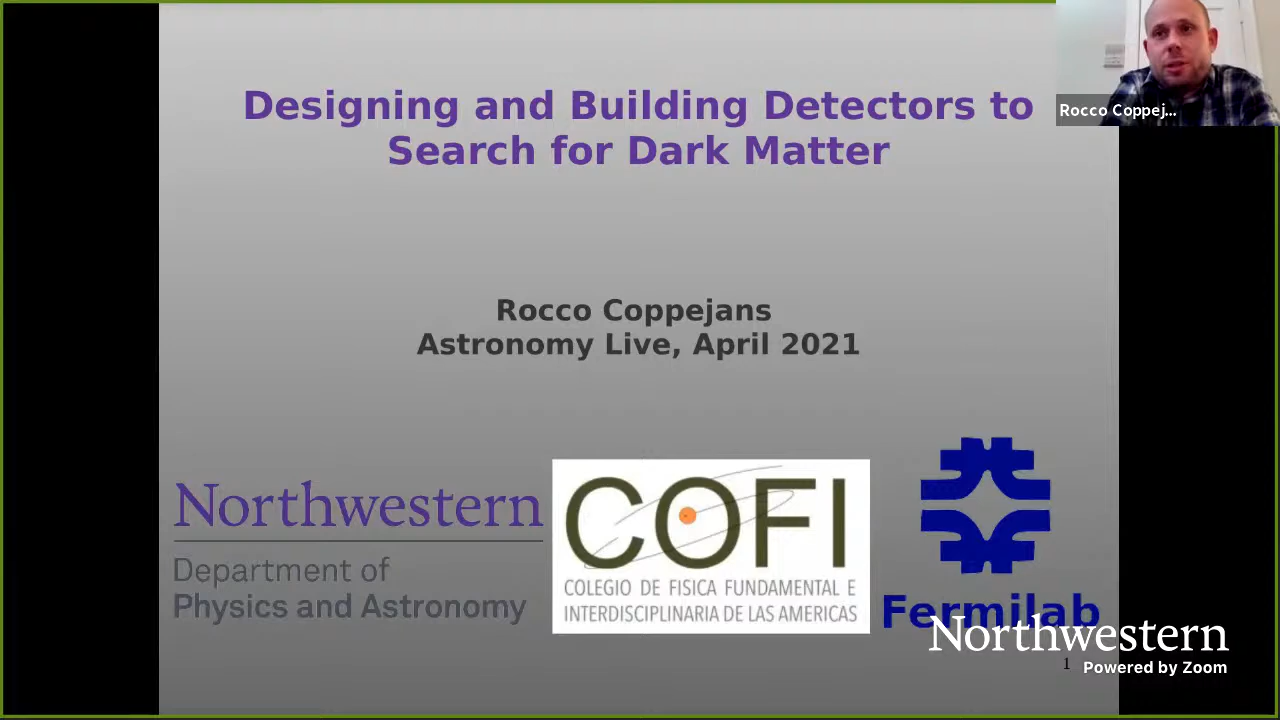 Designing and Building Detectors to
Search for Dark Matter
Rocco Coppej...
Rocco Coppejans
Astronomy Live, April 2021
Northwestern
Department of
Physics and Astronomy
COFI
COLEGIO DE FISICA FUNDAMENTAL E
INTERDISCIPLINARIA DE LAS AMERICAS
Fermilab
Northwestern
1
Powered by Zoom